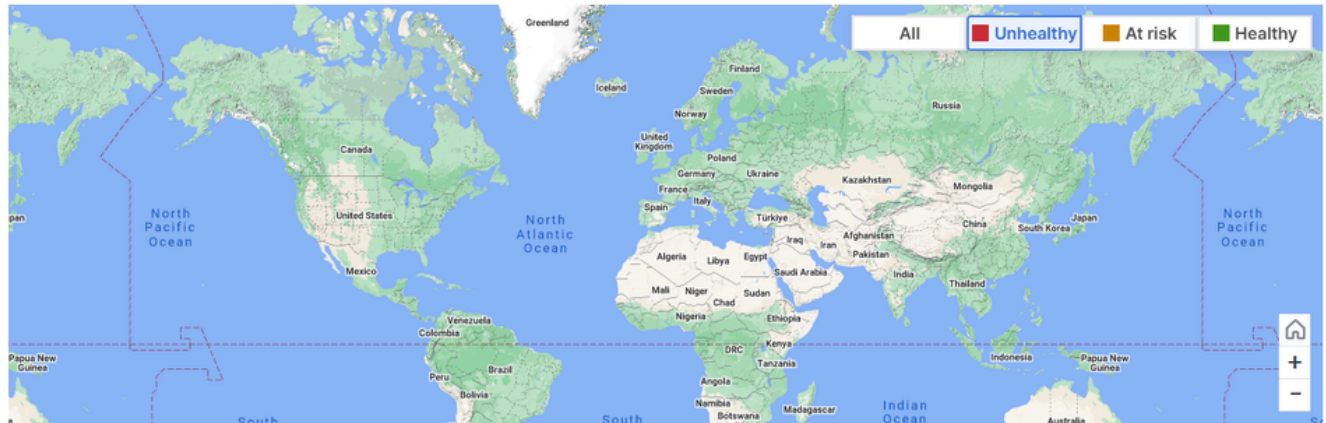 Greenland
All
Unhealthy
At risk
Healthy
Iceland
Finland
Sweden
Norway
Russia
United
Kingdom
Canada
Poland
Germany
Ukraine
Kazakhstan
Mongolia
France
Italy
Spain
Türkiye
North
Pacific
Ocean
United States
North
Atlantic
Ocean
pan
China
Japan
South Korea
North
Pacific
Ocean
Iraq
Iran
Afghanistan
Pakistan
Algeria
Libya
Egypt
Saudi Arabia
India
Mexico
Mali
Niger
Chad
Sudan
Thailand
Nigeria
Ethiopia
Venezuela
Colombia
DRC
Kenya
Tanzania
Indonesia
Papua New
Guinea
Papua New
Guinea
+
−
Peru
Brazil
Bolivia
Angola
Namibia
Botswana
Madagascar
Indian
Ocean
South
South
Australia